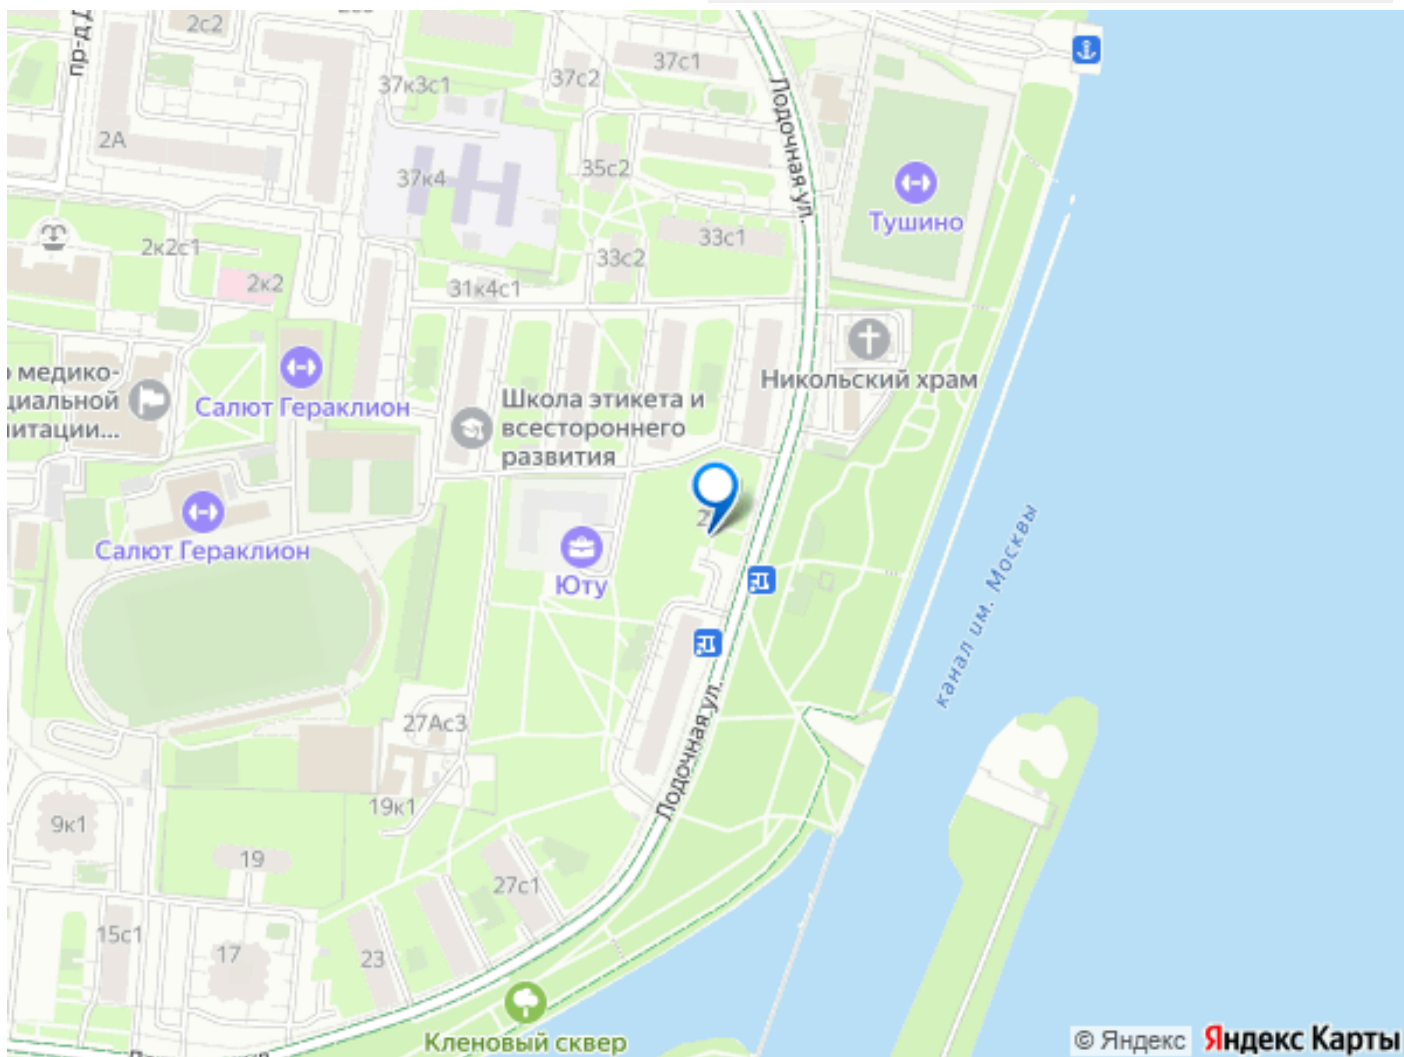 2с2
пр-д
37с1
37с2
37к3с1
Лодочная ул.
2А
35с2
37к4
Тушино
33с1
2к2с1
33с2
2к2
31к4с1
Никольский храм
медико-
циальной
литации...
Салют Гераклион
Школа этикета и
всестороннего
развития
Салют Гераклион
Юту
канал им. Москвы
Лодочная ул.
27Ас3
19к1
9к1
19
27с1
15с1
17
23
Кленовый сквер
© Яндекс Яндекс Карты